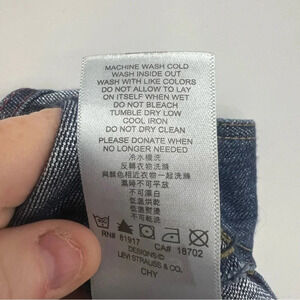 MACHINE WASH COLD
WASH INSIDE OUT
WASH WITH LIKE COLORS
DO NOT ALLOW TO LAY
ON ITSELF WHEN WET
DO NOT BLEACH
TUMBLE DRY LOW
COOL IRON
DO NOT DRY CLEAN
PLEASE DONATE WHEN
NO LONGER NEEDED
冷水機洗
反轉衣物洗滌
與顏色相近衣物一起洗滌
濕時不可平放
不可漂白
低溫烘乾
低溫熨燙
不可乾洗
RN# 81917 CA# 18702
DESIGNS©
LEVI STRAUSS & CO.
CHY